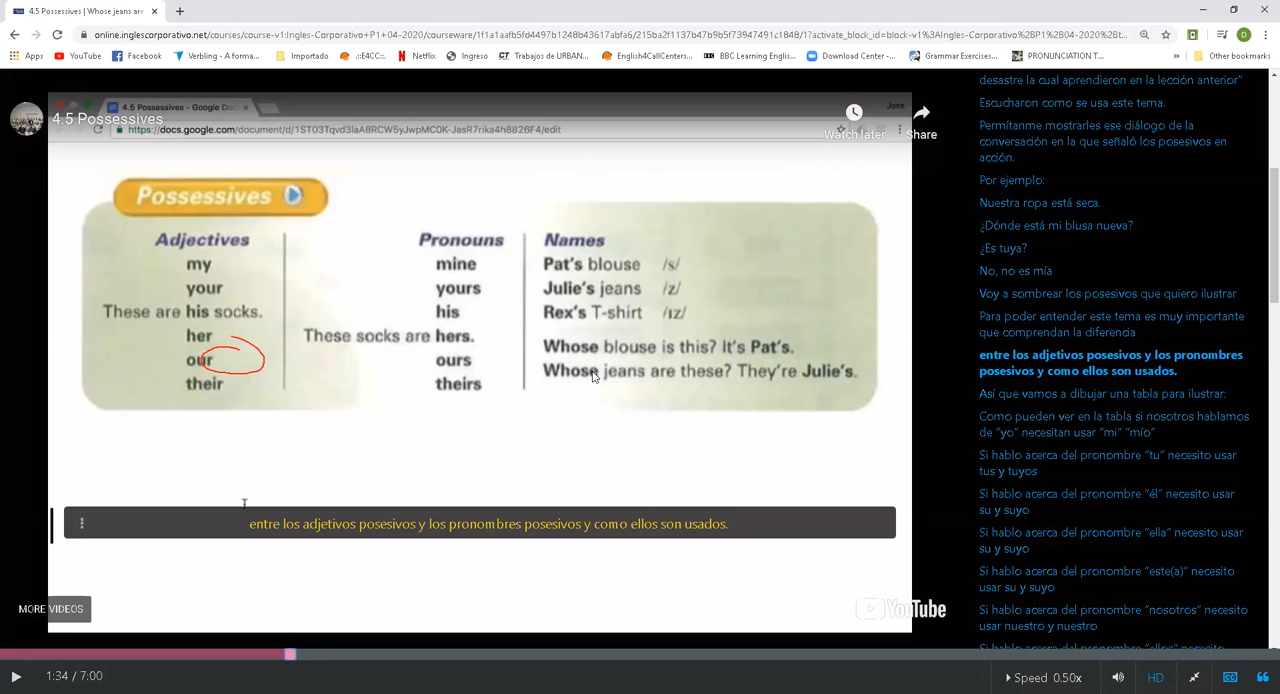 4.5 Possessives | Whose jeans are
online.inglescorporativo.net/courses/course-v1:Ingles-Corporativo+P1+04-2020/courseware/1f1a1aafb5fd4497b1248b43617abfa6/215ba2f1137b47b9b5f73947491c1848/1?activate_block_id=block-v1%3AIngles-Corporativo%2BP1%2B04-2020%2Bt...
Apps YouTube Facebook Verbling - A forma... Importado .::E4CC::. Netflix Ingreso Trabajos de URBAN... English4CallCenters... BBC Learning Engli... Download Center -... Grammar Exercises... PRONUNCIATION T... » Other bookmarks
4.5 Possessives - Google Doc
Jose
4.5 Possessives
https://docs.google.com/document/d/1ST03Tqvd3laA8RCW5yJwpMC0K-JasR7rika4h8826F4/edit
Watch later
Share
Possessives
Adjectives
my
your
These are his socks.
her
our
their
Pronouns
mine
yours
his
These socks are hers.
ours
theirs
Names
Pat's blouse /s/
Julie's jeans /z/
Rex's T-shirt /ız/
Whose blouse is this? It's Pat's.
Whose jeans are these? They're Julie's.
entre los adjetivos posesivos y los pronombres posesivos y como ellos son usados.
MORE VIDEOS
YouTube
1:34 / 7:00
Speed 0.50x
HD
CC
desastre la cual aprendieron en la lección anterior"
Escucharon como se usa este tema.
Permítanme mostrarles ese diálogo de la
conversación en la que señaló los posesivos en
acción.
Por ejemplo:
Nuestra ropa está seca.
¿Dónde está mi blusa nueva?
¿Es tuya?
No, no es mía
Voy a sombrear los posesivos que quiero ilustrar
Para poder entender este tema es muy importante
que comprendan la diferencia
entre los adjetivos posesivos y los pronombres
posesivos y como ellos son usados.
Así que vamos a dibujar una tabla para ilustrar:
Como pueden ver en la tabla si nosotros hablamos
de "yo" necesitan usar "mi" "mío"
Si hablo acerca del pronombre "tu" necesito usar
tus y tuyos
Si hablo acerca del pronombre "él" necesito usar
su y suyo
Si hablo acerca del pronombre "ella" necesito usar
su y suyo
Si hablo acerca del pronombre "este(a)" necesito
usar su y suyo
Si hablo acerca del pronombre "nosotros" necesito
usar nuestro y nuestro
Si hablo acerca del pronombre "ellos" necesito